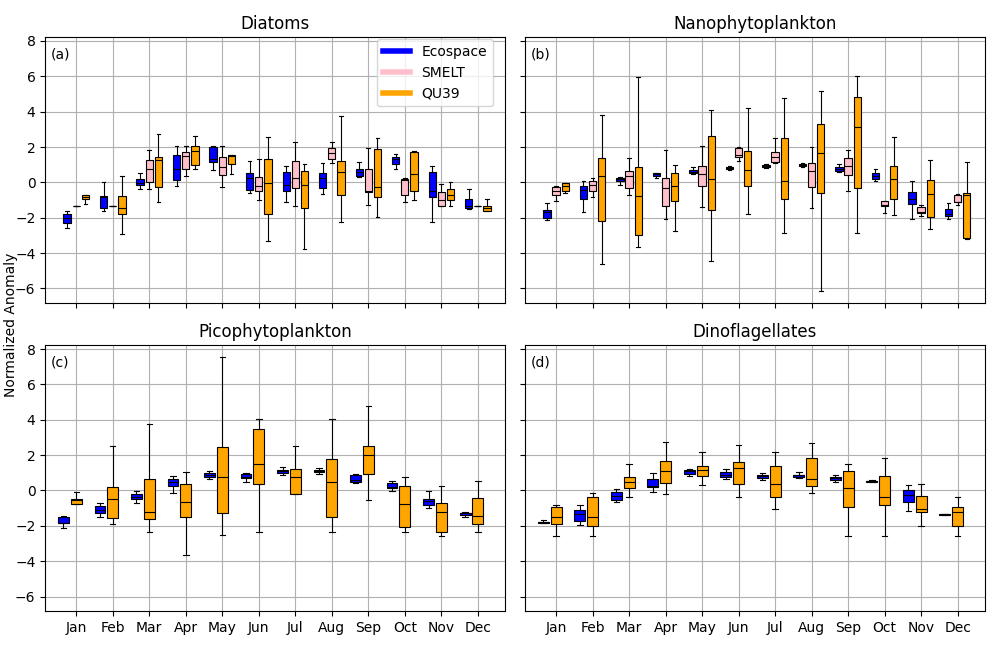 Diatoms
Nanophytoplankton
8
6
4
2
0
−2
−4
−6
(a)
Ecospace
SMELT
QU39
(b)
Normalized Anomaly
Picophytoplankton
Dinoflagellates
8
6
4
2
0
−2
−4
−6
(c)
(d)
Jan Feb Mar Apr May Jun Jul Aug Sep Oct Nov Dec
Jan Feb Mar Apr May Jun Jul Aug Sep Oct Nov Dec